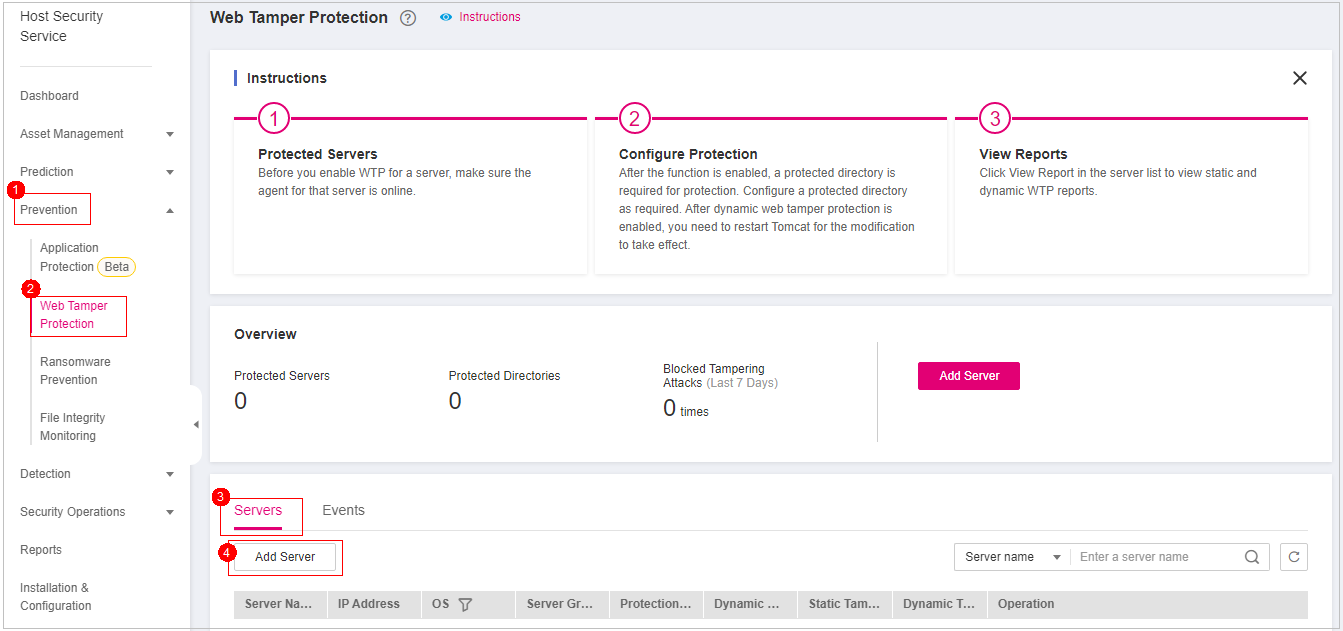 Host Security
Service
Dashboard
Asset Management
Prediction
1
Prevention
Application
Protection Beta
2
Web Tamper
Protection
Ransomware
Prevention
File Integrity
Monitoring
Detection
Security Operations
Reports
Installation &
Configuration
Web Tamper Protection ? Instructions
Instructions
1
Protected Servers
Before you enable WTP for a server, make sure the
agent for that server is online.
2
Configure Protection
After the function is enabled, a protected directory is
required for protection. Configure a protected directory
as required. After dynamic web tamper protection is
enabled, you need to restart Tomcat for the modification
to take effect.
3
View Reports
Click View Report in the server list to view static and
dynamic WTP reports.
Overview
Protected Servers
0
Protected Directories
0
Blocked Tampering
Attacks (Last 7 Days)
0 times
Add Server
3
Servers Events
4
Add Server
Server name Enter a server name
Server Na... IP Address OS Server Gr... Protection... Dynamic ... Static Tam... Dynamic T... Operation